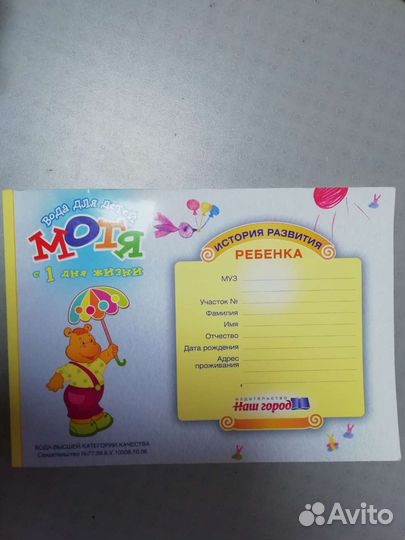 Вода для детей
МОТЯ
с 1 дня жизни
ВОДА ВЫСШЕЙ КАТЕГОРИИ КАЧЕСТВА
ИСТОРИЯ РАЗВИТИЯ
РЕБЕНКА
МУЗ
Участок №
Фамилия
Имя
Отчество
Дата рождения
Адрес
проживания
издательство
Наш город
Avito